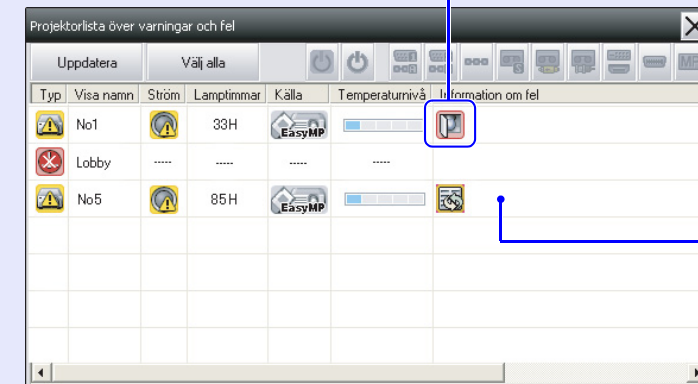 Projektorlista över varningar och fel
Uppdatera Välj alla
Typ Visa namn Ström Lamptimmar Källa Temperaturnivå Information om fel
No1 33H EasyMP
Lobby ----- ----- ----- -----
No5 85H EasyMP